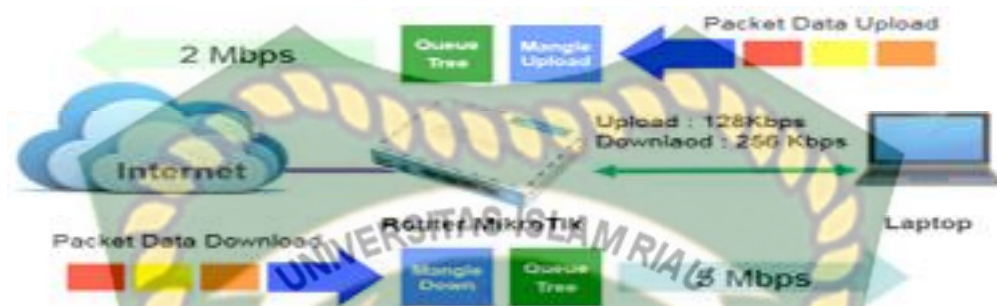 Packet Data Upload
2 Mbps
Queue Tree
Mangle Upload
Upload : 128Kbps
Downlaod : 256 Kbps
Internet
Router MikroTik
Laptop
UNIVERSITAS ISLAM RIAU
Packet Data Download
Mangle Down
Queue Tree
Mbps